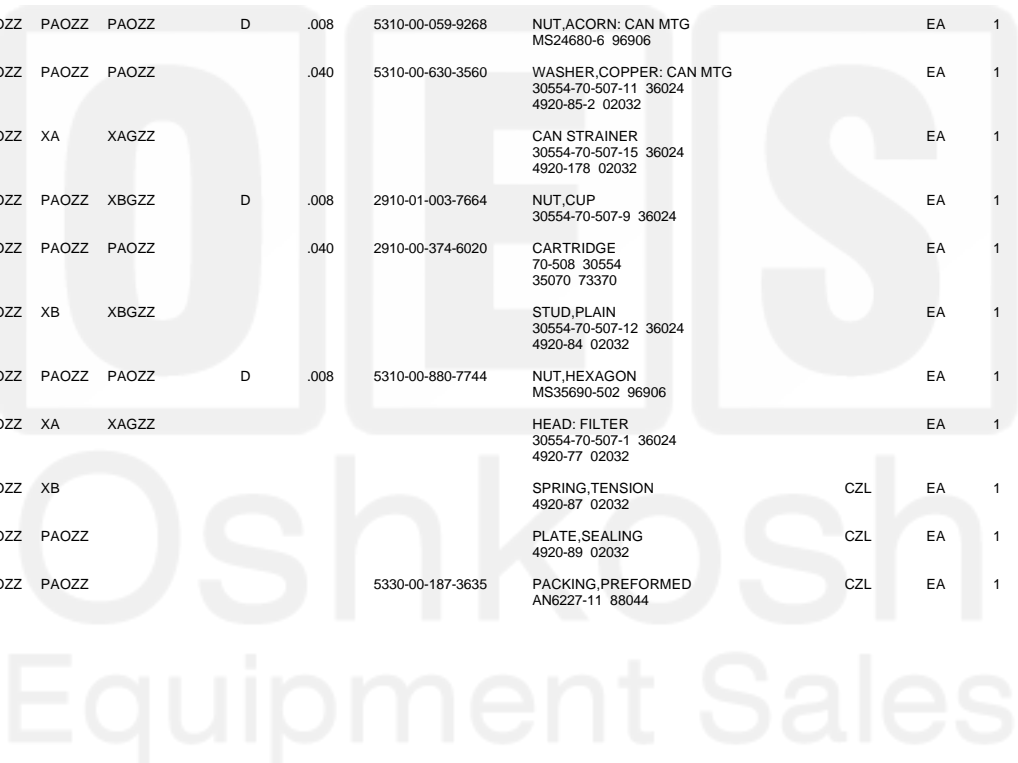 OZZ PAOZZ PAOZZ D .008 5310-00-059-9268 NUT,ACORN: CAN MTG EA 1
MS24680-6 96906
OZZ PAOZZ PAOZZ .040 5310-00-630-3560 WASHER,COPPER: CAN MTG EA 1
30554-70-507-11 36024
4920-85-2 02032
OZZ XA XAGZZ CAN STRAINER EA 1
30554-70-507-15 36024
4920-178 02032
OZZ PAOZZ XBGZZ D .008 2910-01-003-7664 NUT,CUP EA 1
30554-70-507-9 36024
OZZ PAOZZ PAOZZ .040 2910-00-374-6020 CARTRIDGE EA 1
70-508 30554
35070 73370
OZZ XB XBGZZ STUD,PLAIN EA 1
30554-70-507-12 36024
4920-84 02032
OZZ PAOZZ PAOZZ D .008 5310-00-880-7744 NUT,HEXAGON EA 1
MS35690-502 96906
OZZ XA XAGZZ HEAD: FILTER EA 1
30554-70-507-1 36024
4920-77 02032
OZZ XB SPRING,TENSION CZL EA 1
4920-87 02032
OZZ PAOZZ PLATE,SEALING CZL EA 1
4920-89 02032
OZZ PAOZZ 5330-00-187-3635 PACKING,PREFORMED CZL EA 1
AN6227-11 88044
OES
Oshkosh
Equipment Sales